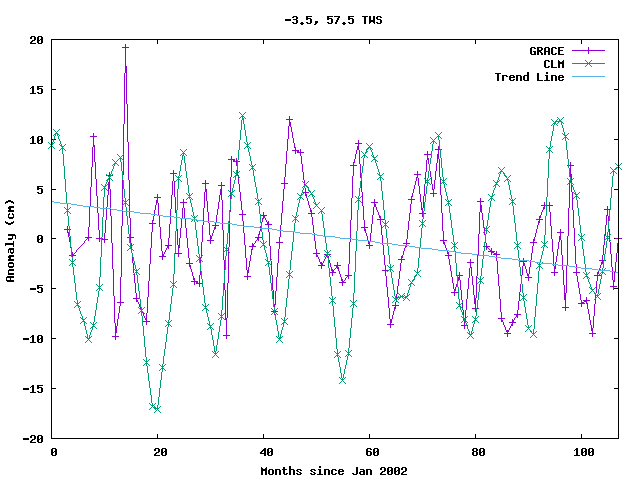 -3.5, 57.5 TWS
GRACE
CLM
Trend Line
20
15
10
5
0
-5
-10
-15
-20
Anomaly (cm)
0 20 40 60 80 100
Months since Jan 2002